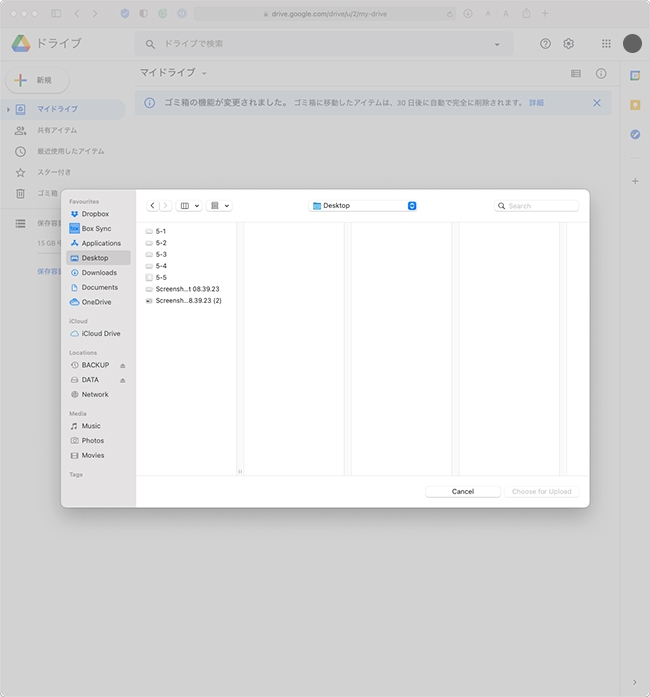 drive.google.com/drive/u/2/my-drive
ドライブ
ドライブで検索
新規
マイドライブ
マイドライブ
ゴミ箱の機能が変更されました。 ゴミ箱に移動したアイテムは、30 日後に自動で完全に削除されます。 詳細
共有アイテム
最近使用したアイテム
スター付き
ゴミ箱
保存容
15 GB
保存容
Favourites
Dropbox
Box Sync
Applications
Desktop
Downloads
Documents
OneDrive
iCloud
iCloud Drive
Locations
BACKUP
DATA
Network
Media
Music
Photos
Movies
Tags
Desktop
Search
5-1
5-2
5-3
5-4
5-5
Screensh...t 08.39.23
Screensh...8.39.23 (2)
Cancel
Choose for Upload